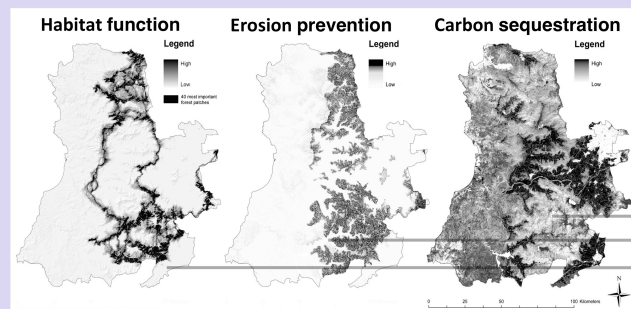 Habitat function
Legend
High
Low
40 most important
forest patches
Erosion prevention
Legend
High
Low
Carbon sequestration
Legend
High
Low
N
0 25 50 100 Kilometers